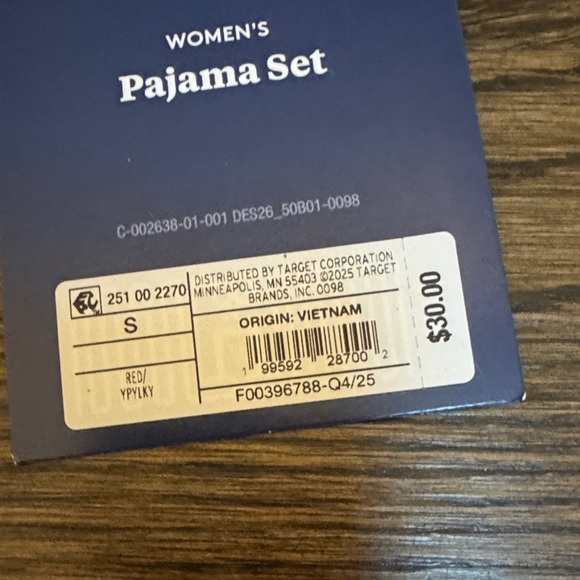 WOMEN'S
Pajama Set
C-002638-01-001 DES26_50B01-0098
251 00 2270
S
RED/
YPYLKY
DISTRIBUTED BY TARGET CORPORATION
MINNEAPOLIS, MN 55403 ©2025 TARGET
BRANDS, INC. 0098
ORIGIN: VIETNAM
1 99592 28700 2
F00396788-Q4/25
$30.00